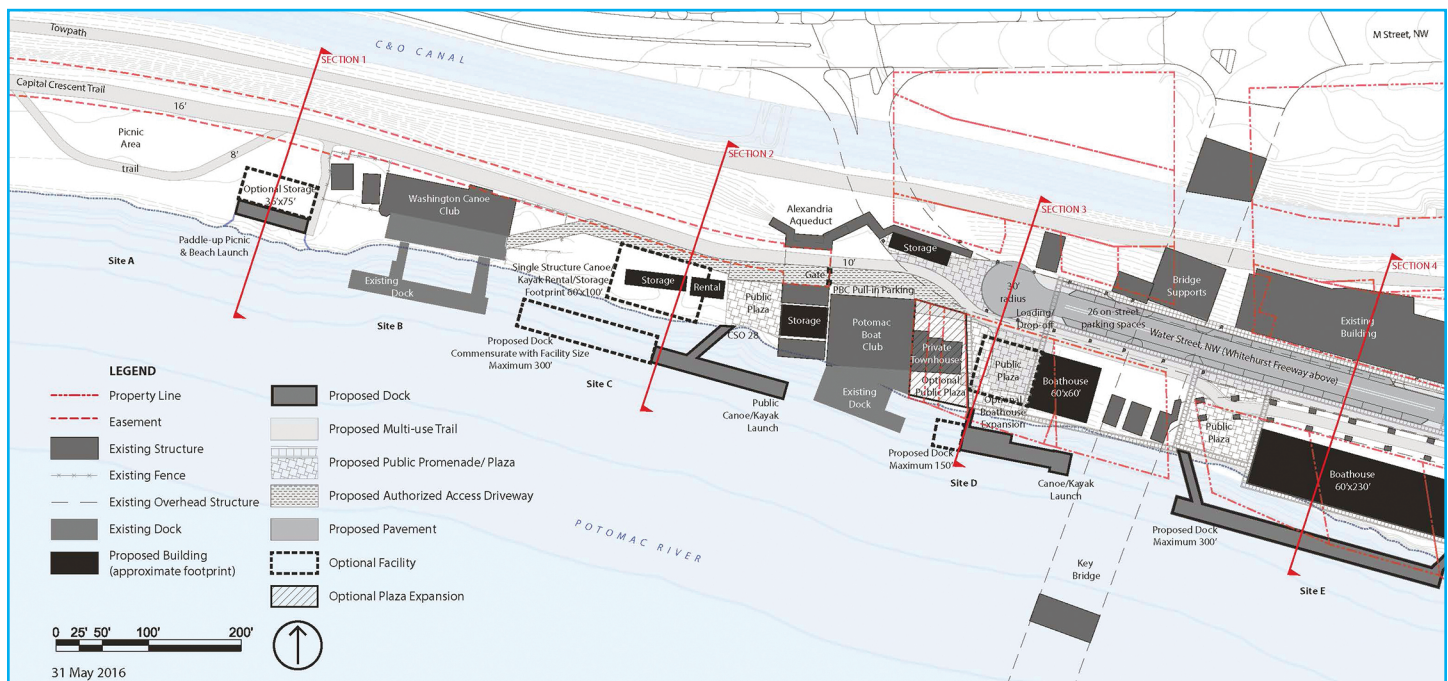 Towpath
C&O CANAL
M Street, NW
SECTION 1
Capital Crescent Trail
16'
Picnic
Area
8'
trail
Optional Storage
35'x75'
Washington Canoe
Club
Paddle-up Picnic
& Beach Launch
Site A
Existing
Dock
Site B
SECTION 2
Single Structure Canoe/
Kayak Rental/Storage
Footprint 60'x100'
Storage
Rental
Public
Plaza
Proposed Dock
Commensurate with Facility Size
Maximum 300'
Site C
CSO 28
Public
Canoe/Kayak
Launch
Alexandria
Aqueduct
Storage
10'
Gate
PBC Pull-in Parking
Storage
Potomac
Boat
Club
Existing
Dock
Private
Townhouses
Optional
Public Plaza
SECTION 3
30'
radius
Loading/
Drop-off
26 on-street
parking spaces
Bridge
Supports
Water Street, NW (Whitehurst Freeway above)
Existing
Building
SECTION 4
Public
Plaza
Boathouse
60'x60'
Optional
Boathouse
Expansion
Proposed Dock
Maximum 150'
Site D
Canoe/Kayak
Launch
Public
Plaza
Boathouse
60'x230'
Proposed Dock
Maximum 300'
Site E
Key
Bridge
POTOMAC RIVER
LEGEND
Property Line
Easement
Existing Structure
Existing Fence
Existing Overhead Structure
Existing Dock
Proposed Building
(approximate footprint)
Proposed Dock
Proposed Multi-use Trail
Proposed Public Promenade/ Plaza
Proposed Authorized Access Driveway
Proposed Pavement
Optional Facility
Optional Plaza Expansion
0 25' 50' 100' 200'
31 May 2016